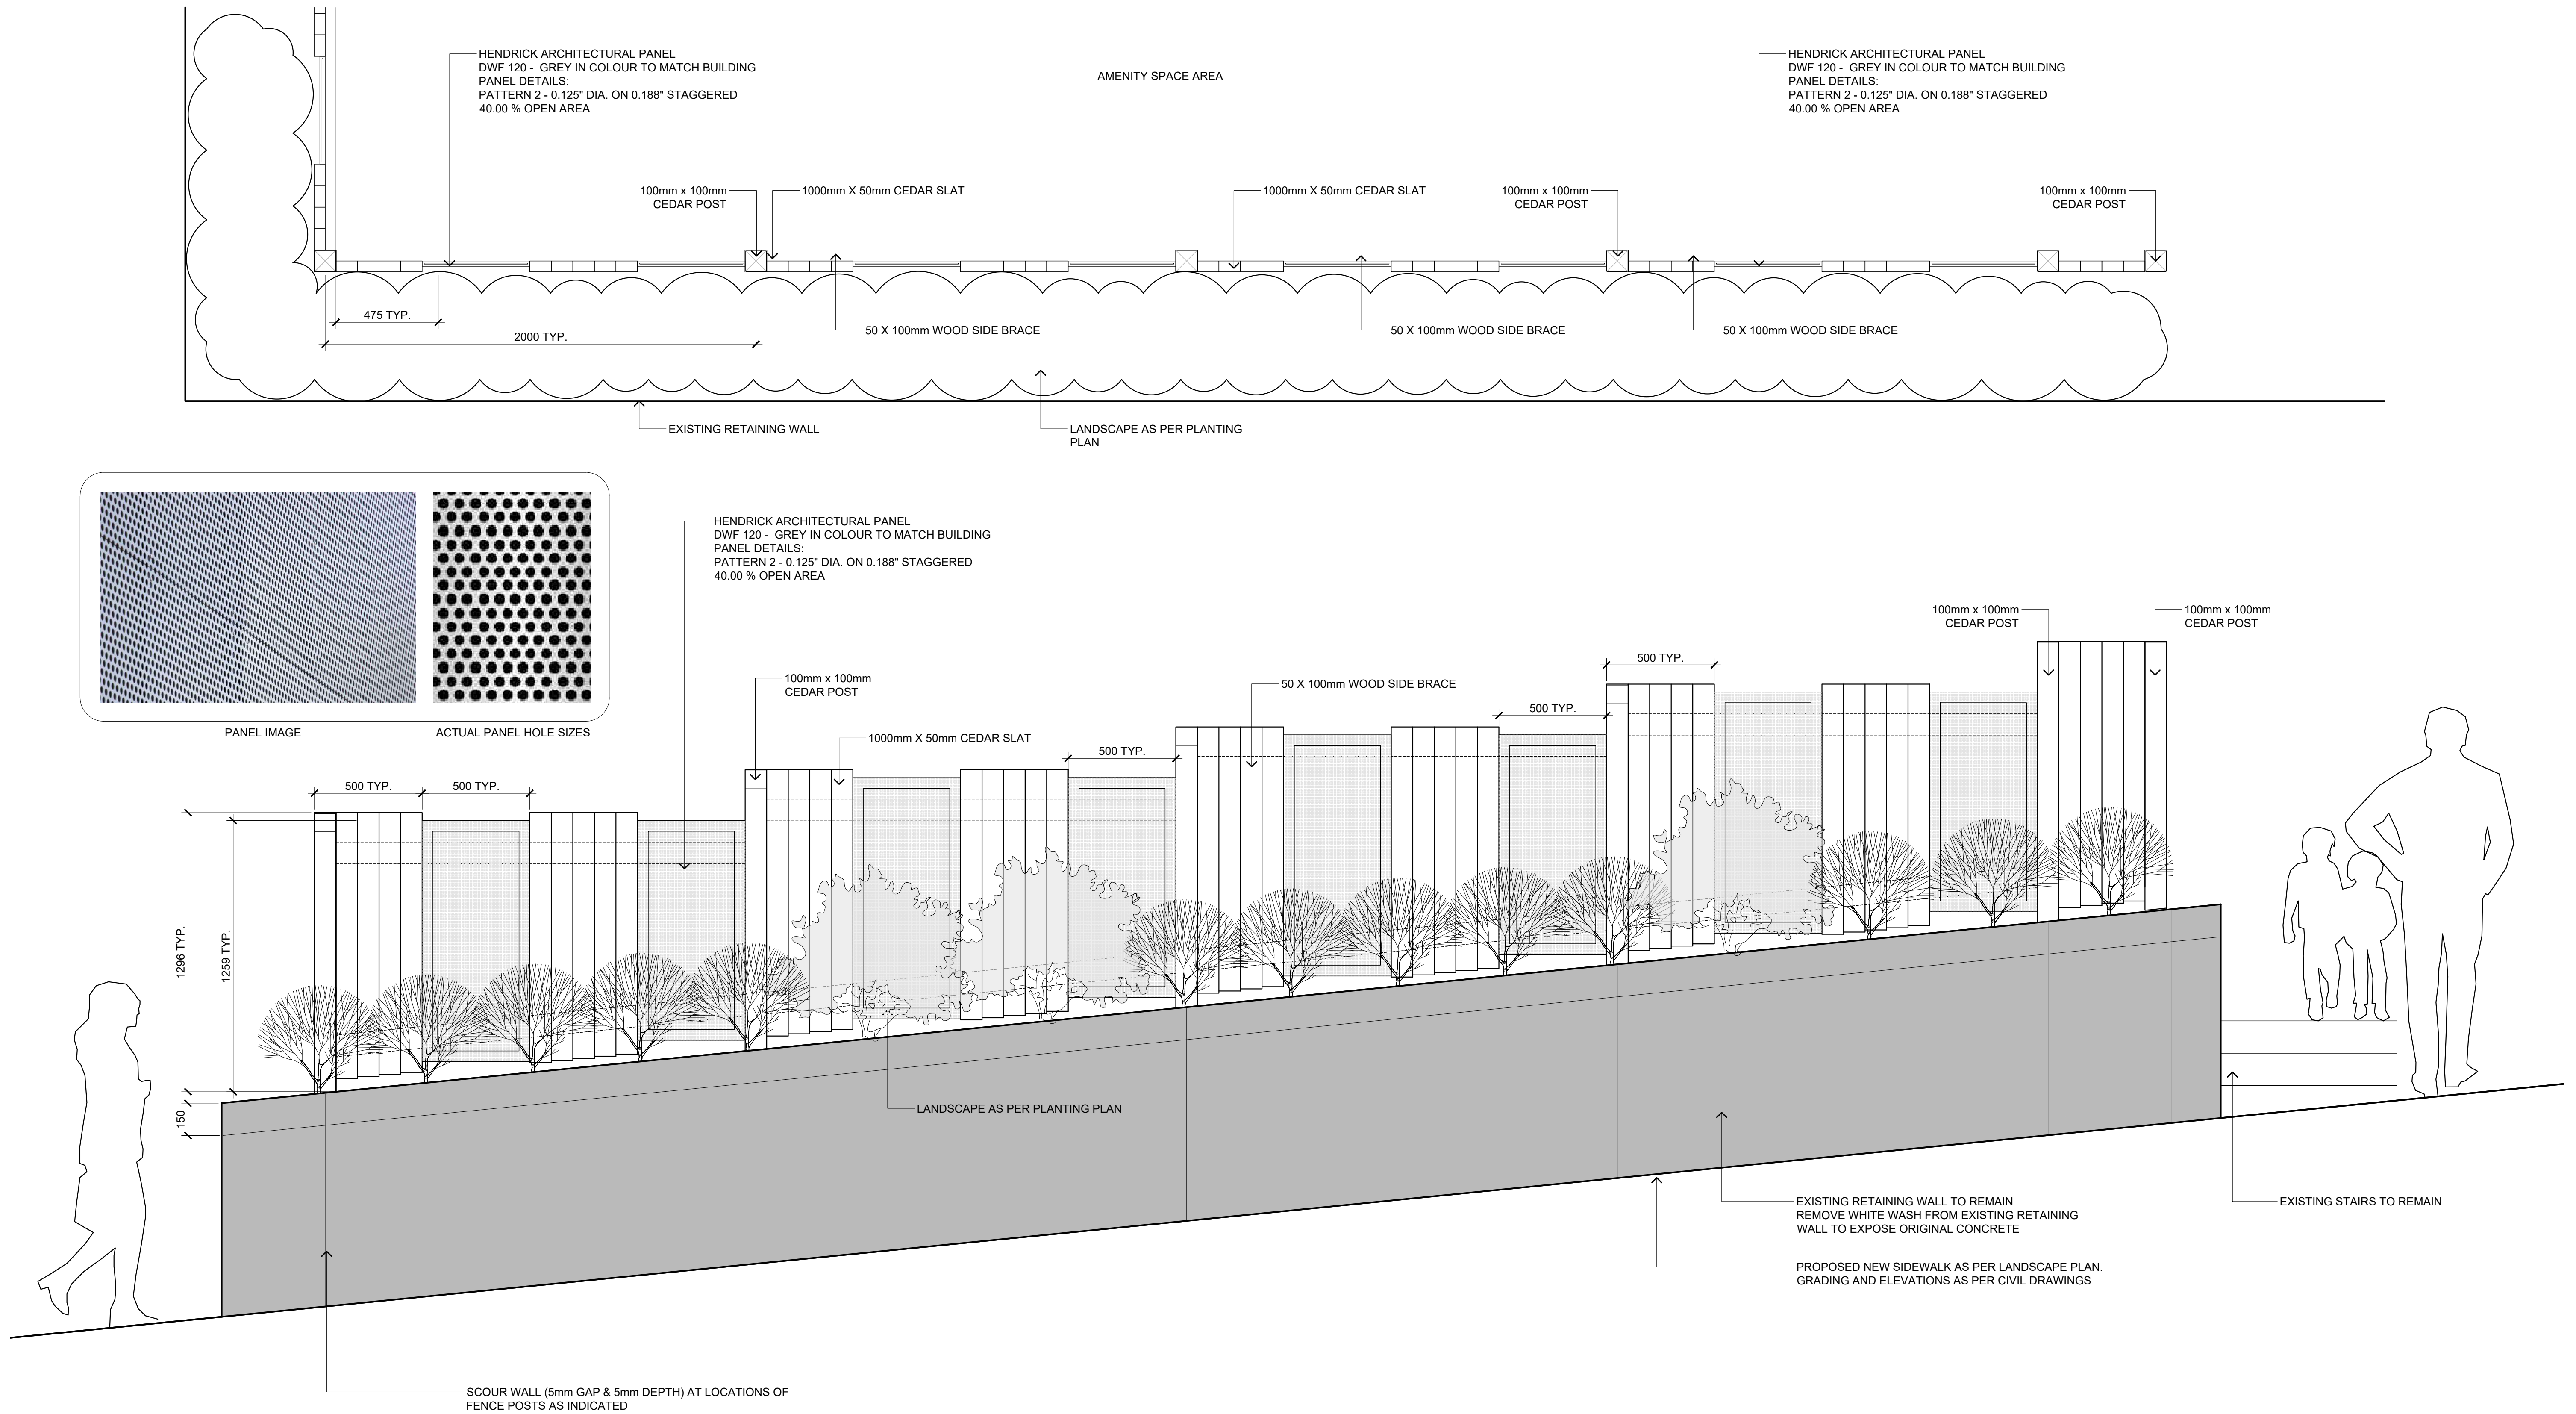 HENDRICK ARCHITECTURAL PANEL
DWF 120 - GREY IN COLOUR TO MATCH BUILDING
PANEL DETAILS:
PATTERN 2 - 0.125" DIA. ON 0.188" STAGGERED
40.00 % OPEN AREA
AMENITY SPACE AREA
HENDRICK ARCHITECTURAL PANEL
DWF 120 - GREY IN COLOUR TO MATCH BUILDING
PANEL DETAILS:
PATTERN 2 - 0.125" DIA. ON 0.188" STAGGERED
40.00 % OPEN AREA
100mm x 100mm
CEDAR POST
1000mm X 50mm CEDAR SLAT
1000mm X 50mm CEDAR SLAT
100mm x 100mm
CEDAR POST
100mm x 100mm
CEDAR POST
475 TYP.
2000 TYP.
50 X 100mm WOOD SIDE BRACE
50 X 100mm WOOD SIDE BRACE
50 X 100mm WOOD SIDE BRACE
EXISTING RETAINING WALL
LANDSCAPE AS PER PLANTING
PLAN
HENDRICK ARCHITECTURAL PANEL
DWF 120 - GREY IN COLOUR TO MATCH BUILDING
PANEL DETAILS:
PATTERN 2 - 0.125" DIA. ON 0.188" STAGGERED
40.00 % OPEN AREA
PANEL IMAGE
ACTUAL PANEL HOLE SIZES
100mm x 100mm
CEDAR POST
100mm x 100mm
CEDAR POST
500 TYP.
100mm x 100mm
CEDAR POST
50 X 100mm WOOD SIDE BRACE
500 TYP.
1000mm X 50mm CEDAR SLAT
500 TYP.
500 TYP.
500 TYP.
1296 TYP.
1259 TYP.
150
LANDSCAPE AS PER PLANTING PLAN
EXISTING RETAINING WALL TO REMAIN
REMOVE WHITE WASH FROM EXISTING RETAINING
WALL TO EXPOSE ORIGINAL CONCRETE
EXISTING STAIRS TO REMAIN
PROPOSED NEW SIDEWALK AS PER LANDSCAPE PLAN.
GRADING AND ELEVATIONS AS PER CIVIL DRAWINGS
SCOUR WALL (5mm GAP & 5mm DEPTH) AT LOCATIONS OF
FENCE POSTS AS INDICATED